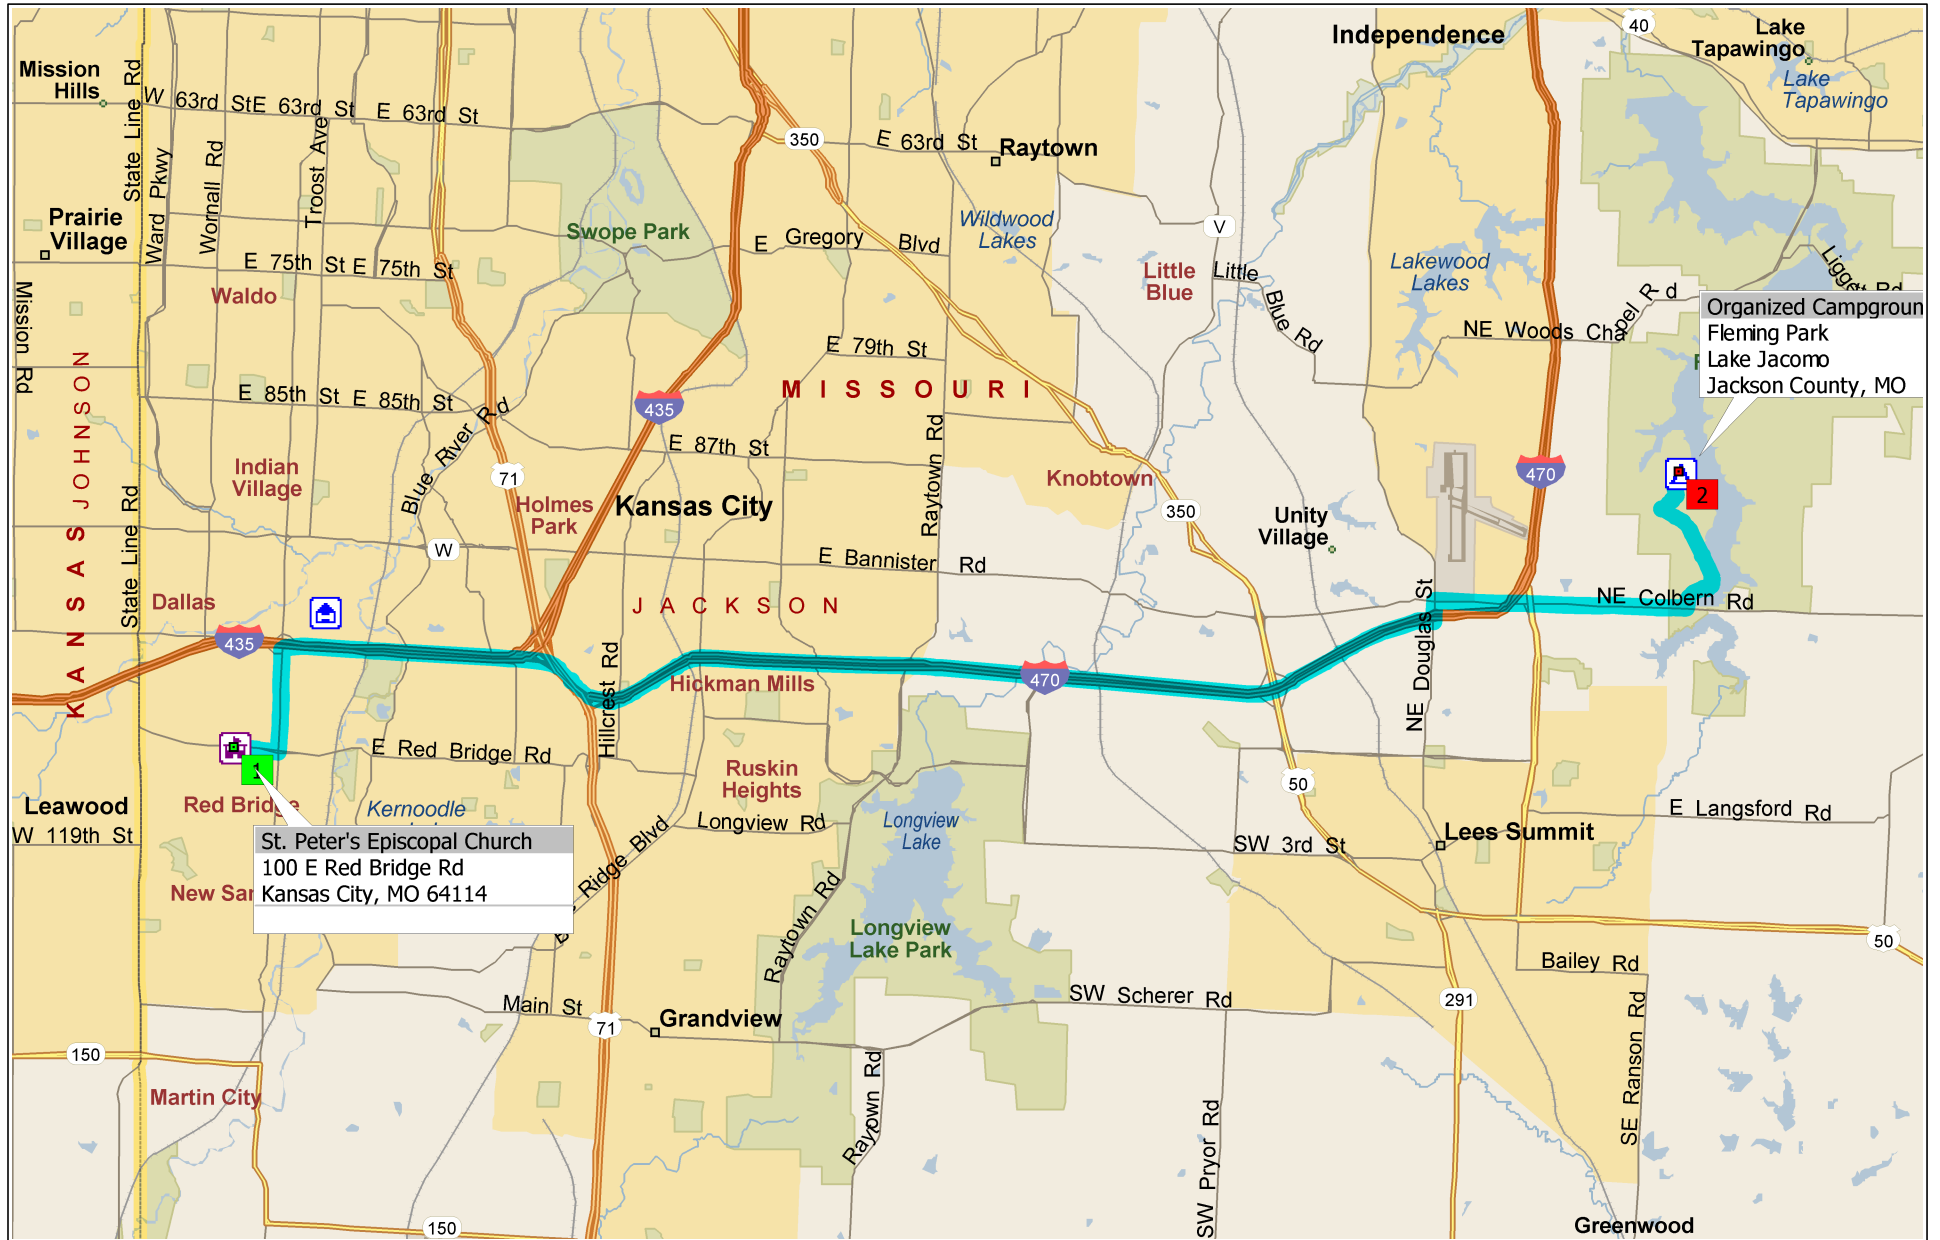 Independence
40
Lake
Tapawingo
Lake
Tapawingo
Mission
Hills
State Line Rd
W 63rd St
E 63rd St
E 63rd St
350
E 63rd St
Raytown
Ward Pkwy
Wornall Rd
Troost Ave
Prairie
Village
Swope Park
E Gregory Blvd
Wildwood
Lakes
V
Little
Blue
Little Blue Rd
Lakewood
Lakes
E 75th St
E 75th St
Waldo
Mission Rd
NE Woods Chapel Rd
Organized Campgroun
Fleming Park
Lake Jacomo
Jackson County, MO
E 79th St
MISSOURI
KANSAS
JOHNSON
E 85th St
E 85th St
435
Blue River Rd
E 87th St
Raytown Rd
Indian
Village
71
Holmes
Park
Kansas City
Knobtown
350
Unity
Village
470
2
State Line Rd
W
E Bannister Rd
Dallas
JACKSON
NE Douglas St
NE Colbern Rd
435
Hillcrest Rd
Hickman Mills
470
E Red Bridge Rd
1
Red Bridge
Leawood
W 119th St
Kernoodle
Ruskin
Heights
Longview Rd
Longview
Lake
50
E Langsford Rd
SW 3rd St
Lees Summit
St. Peter's Episcopal Church
100 E Red Bridge Rd
Kansas City, MO 64114
New San
Ridge Blvd
Raytown Rd
Longview
Lake Park
50
Bailey Rd
Main St
Grandview
71
SW Scherer Rd
291
SE Ranson Rd
150
Martin City
Raytown Rd
SW Pryor Rd
150
Greenwood